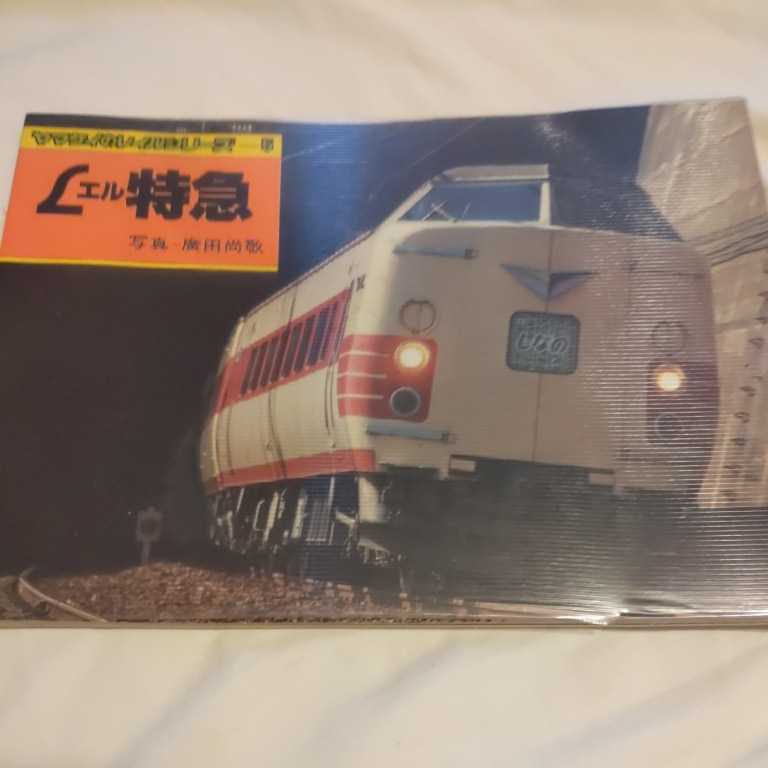 ヤマケイのレイルシリーズ 5
Lエル特急
写真・廣田尚敬
しなの